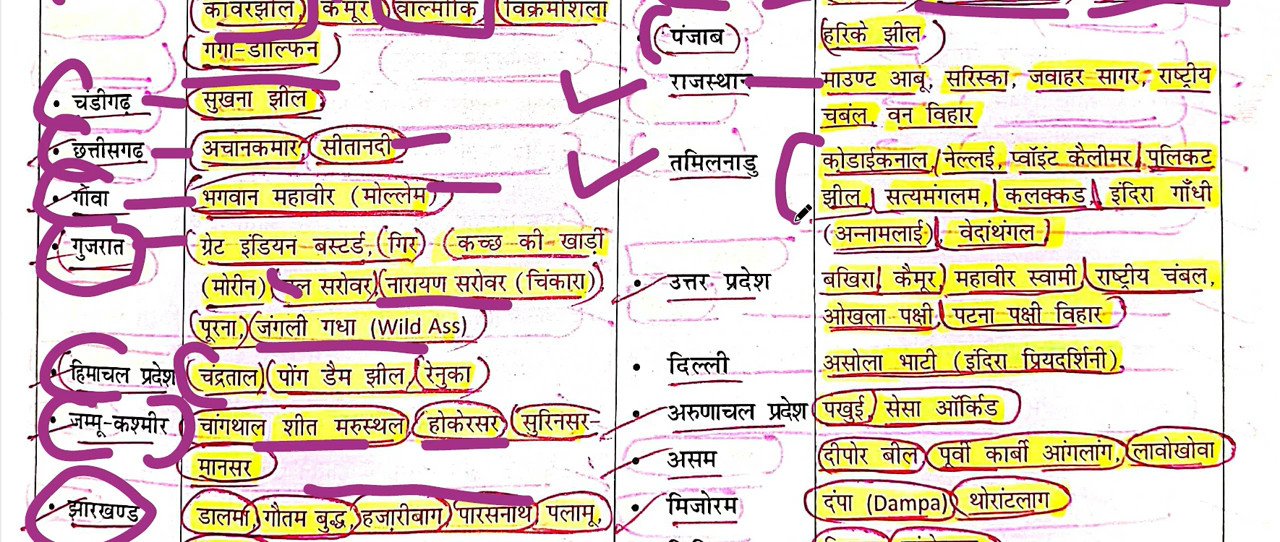 कांवरझील, कैमूर, वाल्मीकि, विक्रमशिला
गंगा-डॉल्फिन
• चंडीगढ़ सुखना झील
• छत्तीसगढ़ अचानकमार, सीतानदी
• गोवा भगवान महावीर (मोल्लेम)
• गुजरात ग्रेट इंडियन बस्टर्ड, गिर, कच्छ की खाड़ी
(मोरीन), सरोवर, नारायण सरोवर (चिंकारा)
पूरना, जंगली गधा (Wild Ass)
• हिमाचल प्रदेश चंद्रताल, पोंग डैम झील, रेनुका
• जम्मू-कश्मीर चांगथाल शीत मरुस्थल, होकेरसर, सुरिनसर-
मानसर
• झारखण्ड डालमा, गौतम बुद्ध, हजारीबाग, पारसनाथ, पलामू,
• पंजाब हरिके झील
• राजस्थान माउण्ट आबू, सरिस्का, जवाहर सागर, राष्ट्रीय
चंबल, वन विहार
तमिलनाडु कोडाईकनाल, नेल्लई, प्वॉइंट कैलीमर, पुलिकट
झील, सत्यमंगलम, कलक्कड, इंदिरा गाँधी
(अन्नामलाई), वेदांथंगल
• उत्तर प्रदेश बखिरा, कैमूर, महावीर स्वामी, राष्ट्रीय चंबल,
ओखला पक्षी, पटना पक्षी विहार
• दिल्ली असोला भाटी (इंदिरा प्रियदर्शिनी)
• अरुणाचल प्रदेश पखुई, सेसा ऑर्किड
• असम दीपोर बील, पूर्वी कार्बी आंगलांग, लावोखोवा
• मिजोरम दंपा (Dampa), थोरांटलाग